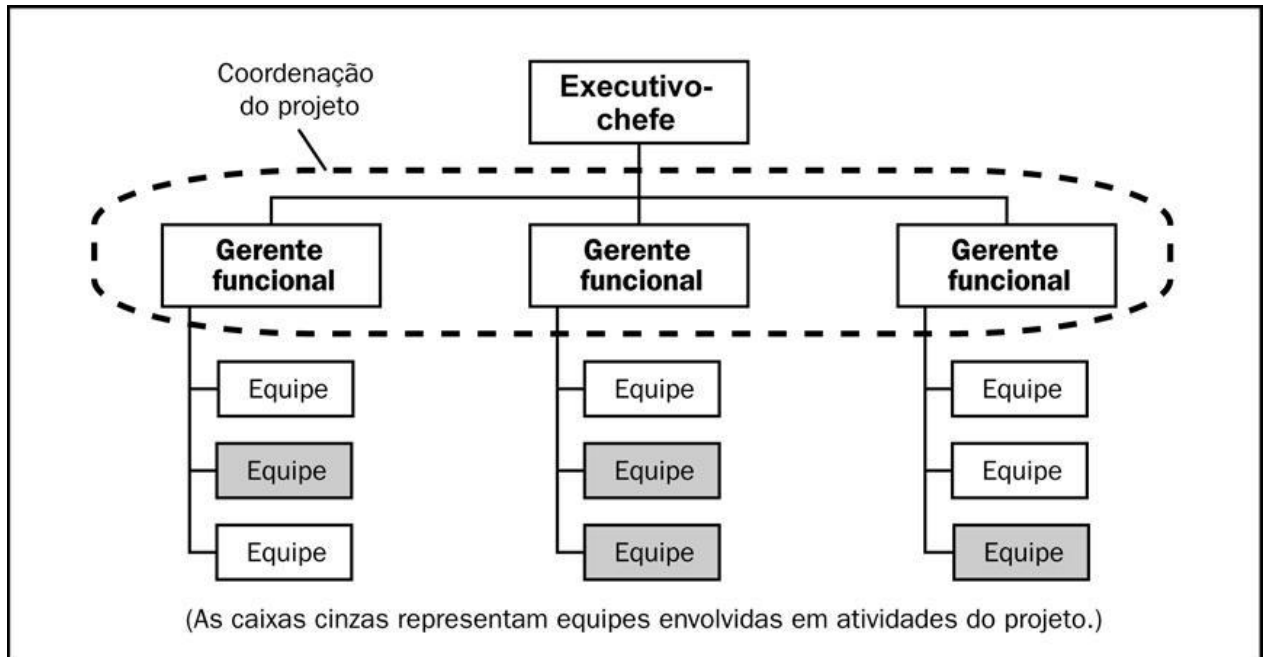 Coordenação
do projeto
Executivo-
chefe
Gerente
funcional
Gerente
funcional
Gerente
funcional
Equipe
Equipe
Equipe
Equipe
Equipe
Equipe
Equipe
Equipe
Equipe
(As caixas cinzas representam equipes envolvidas em atividades do projeto.)